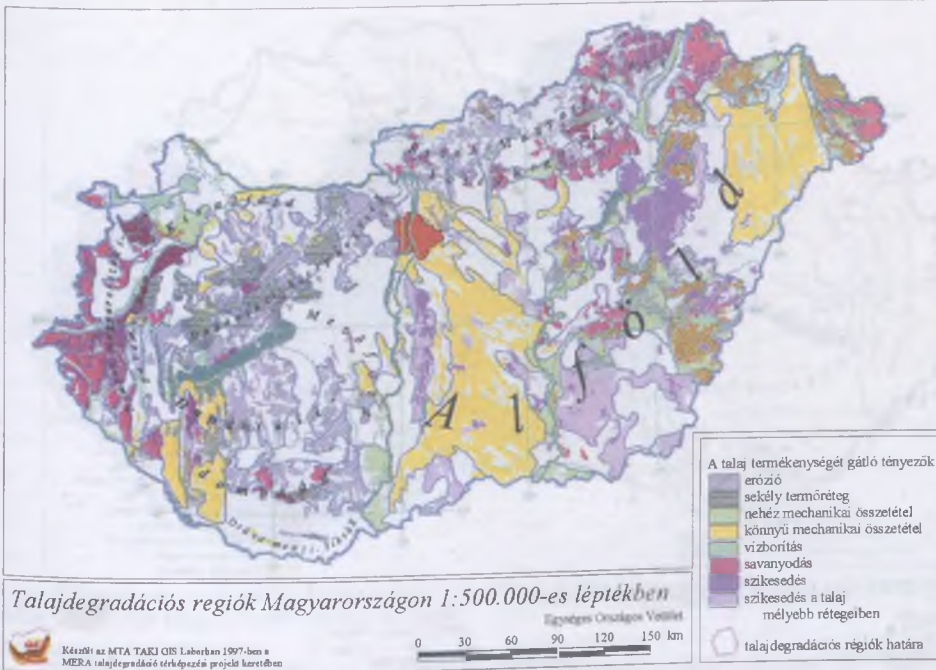 A l f ö l d
A talaj termékenységét gátló tényezők
erózió
sekély termőréteg
nehéz mechanikai összetétel
könnyű mechanikai összetétel
vízborítás
savanyodás
szikesedés
szikesedés a talaj
mélyebb rétegeiben
talajdegradációs régiók határa
Talajdegradációs regiók Magyarországon 1:500.000-es léptékben
Egységes Országos Vetület
0 30 60 90 120 150 km
Készült az MTA TAKI GIS Laborban 1997-ben a
MERA talajdegradáció térképezési projekt keretében